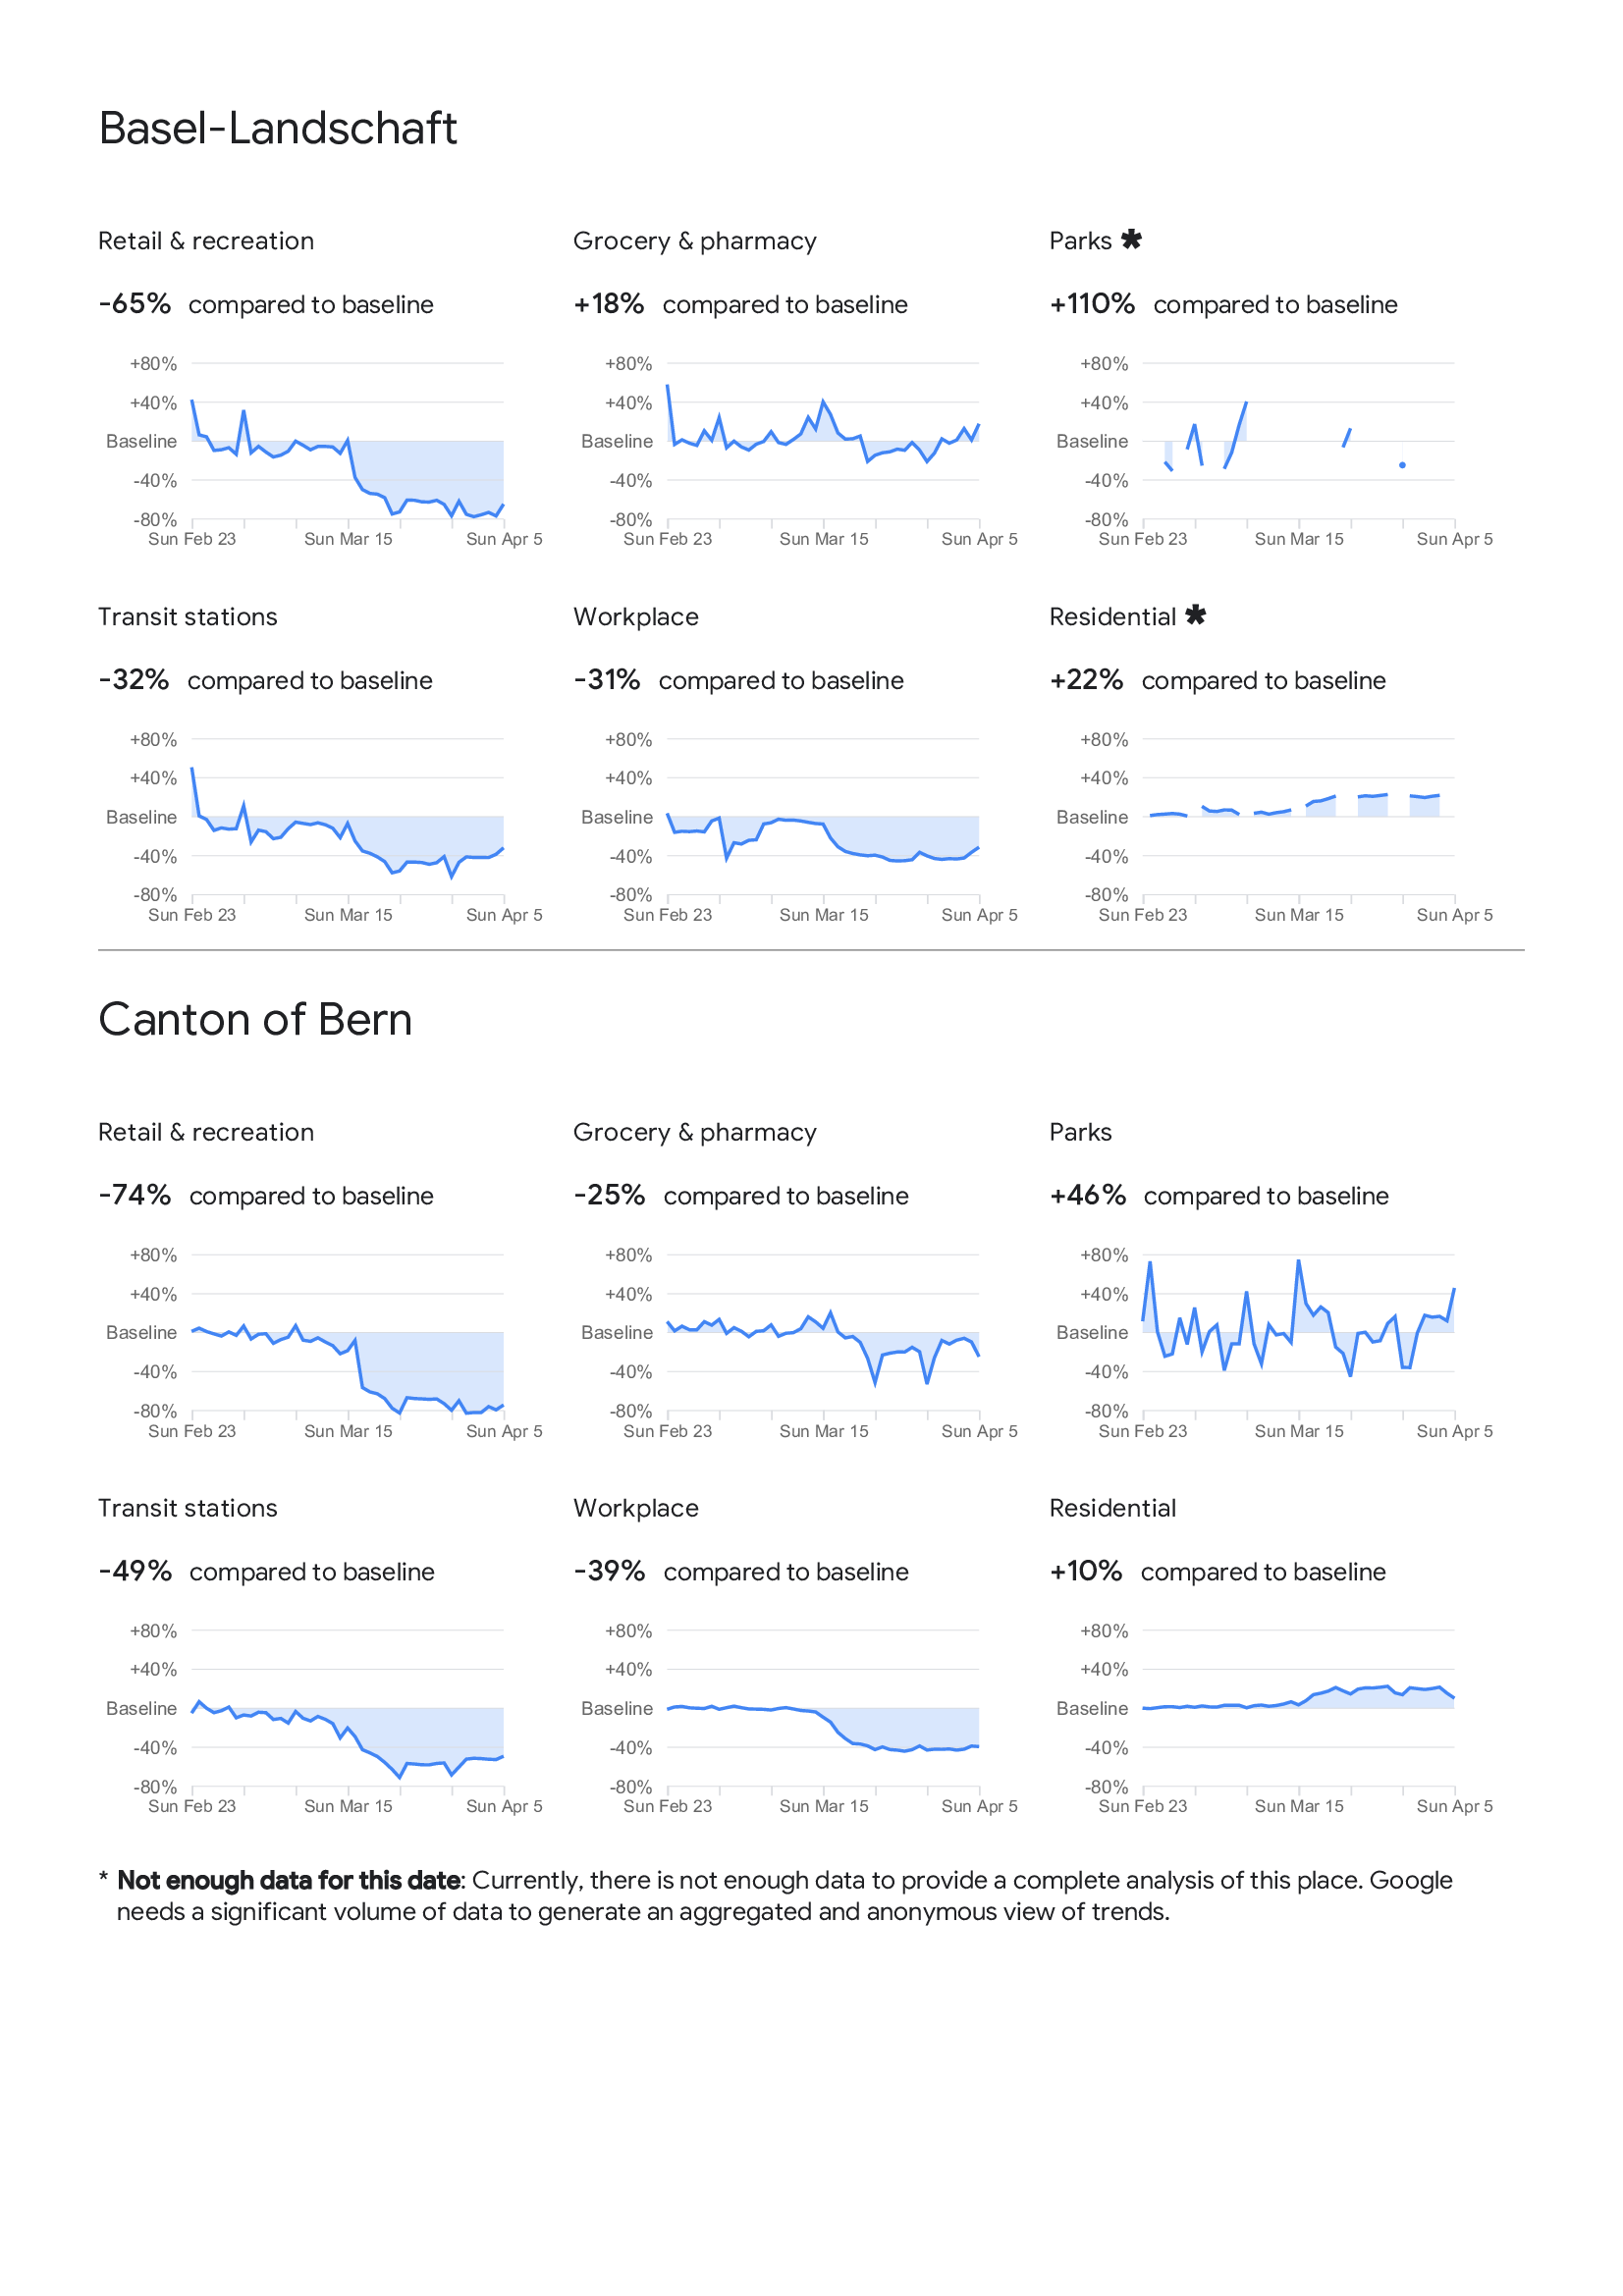 Basel-Landschaft
Retail & recreation
-65% compared to baseline
+80%
+40%
Baseline
-40%
-80%
Sun Feb 23 Sun Mar 15 Sun Apr 5
Grocery & pharmacy
+18% compared to baseline
+80%
+40%
Baseline
-40%
-80%
Sun Feb 23 Sun Mar 15 Sun Apr 5
Parks *
+110% compared to baseline
+80%
+40%
Baseline
-40%
-80%
Sun Feb 23 Sun Mar 15 Sun Apr 5
Transit stations
-32% compared to baseline
+80%
+40%
Baseline
-40%
-80%
Sun Feb 23 Sun Mar 15 Sun Apr 5
Workplace
-31% compared to baseline
+80%
+40%
Baseline
-40%
-80%
Sun Feb 23 Sun Mar 15 Sun Apr 5
Residential *
+22% compared to baseline
+80%
+40%
Baseline
-40%
-80%
Sun Feb 23 Sun Mar 15 Sun Apr 5
Canton of Bern
Retail & recreation
-74% compared to baseline
+80%
+40%
Baseline
-40%
-80%
Sun Feb 23 Sun Mar 15 Sun Apr 5
Grocery & pharmacy
-25% compared to baseline
+80%
+40%
Baseline
-40%
-80%
Sun Feb 23 Sun Mar 15 Sun Apr 5
Parks
+46% compared to baseline
+80%
+40%
Baseline
-40%
-80%
Sun Feb 23 Sun Mar 15 Sun Apr 5
Transit stations
-49% compared to baseline
+80%
+40%
Baseline
-40%
-80%
Sun Feb 23 Sun Mar 15 Sun Apr 5
Workplace
-39% compared to baseline
+80%
+40%
Baseline
-40%
-80%
Sun Feb 23 Sun Mar 15 Sun Apr 5
Residential
+10% compared to baseline
+80%
+40%
Baseline
-40%
-80%
Sun Feb 23 Sun Mar 15 Sun Apr 5
* Not enough data for this date: Currently, there is not enough data to provide a complete analysis of this place. Google
needs a significant volume of data to generate an aggregated and anonymous view of trends.